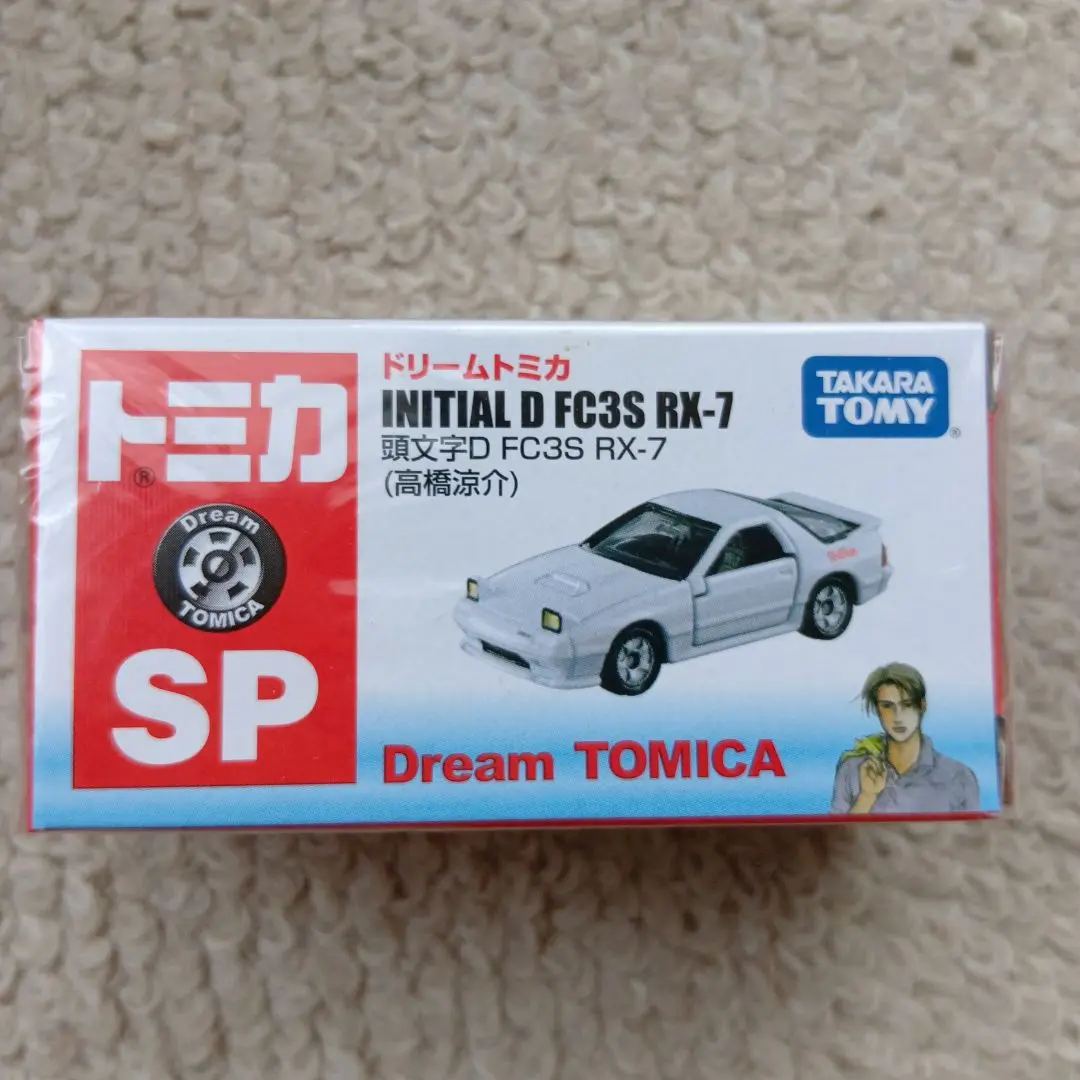 トミカ
®
Dream
TOMICA
SP
ドリームトミカ
INITIAL D FC3S RX-7
頭文字D FC3S RX-7
(高橋涼介)
TAKARA
TOMY
®
Dream TOMICA